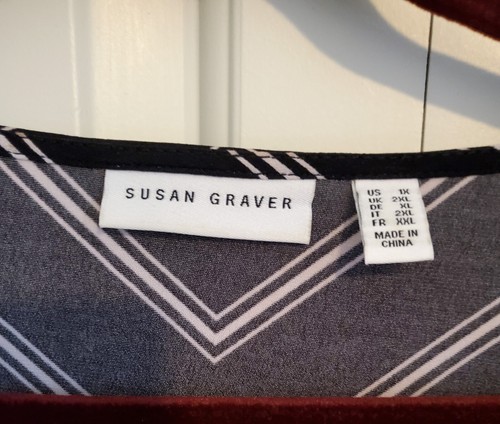 SUSAN GRAVER
US 1X
UK 2XL
DE XL
IT 2XL
FR XXL
MADE IN
CHINA